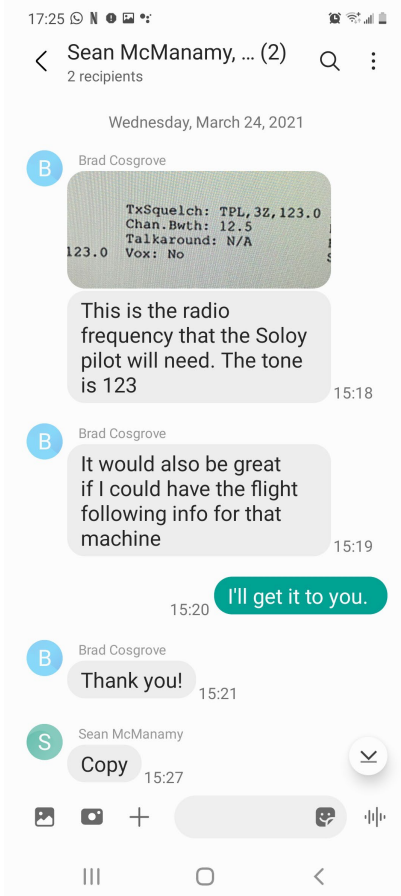 17:25
Sean McManamy, ... (2)
2 recipients
Wednesday, March 24, 2021
B
Brad Cosgrove
TxSquelch: TPL,3Z,123.0
Chan.Bwth: 12.5
Talkaround: N/A
123.0 Vox: No
This is the radio
frequency that the Soloy
pilot will need. The tone
is 123
15:18
B
Brad Cosgrove
It would also be great
if I could have the flight
following info for that
machine
15:19
I'll get it to you.
15:20
B
Brad Cosgrove
Thank you!
15:21
S
Sean McManamy
Copy
15:27